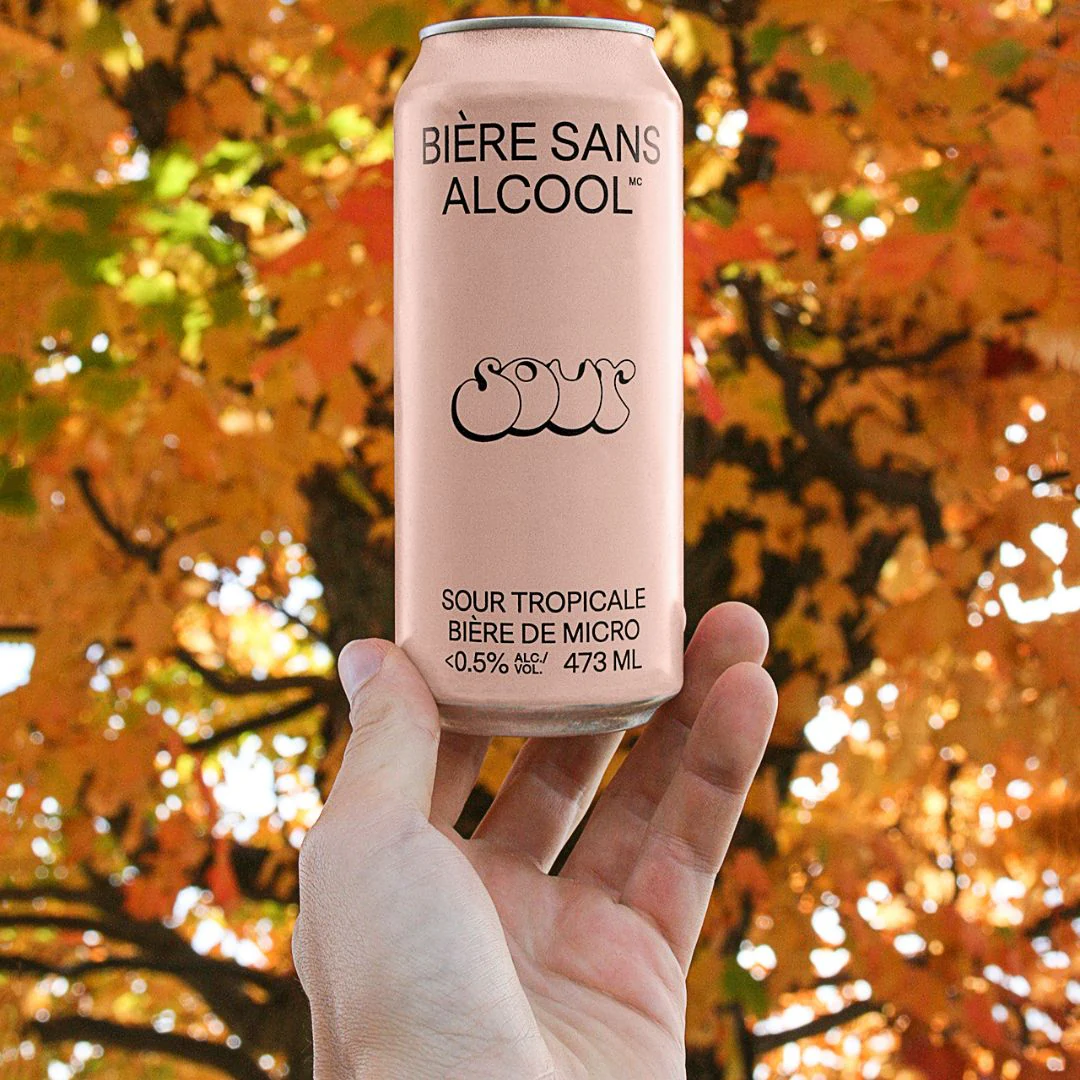 BIÈRE SANS
ALCOOL MC
sour
SOUR TROPICALE
BIÈRE DE MICRO
<0.5% ALC./VOL. 473 ML